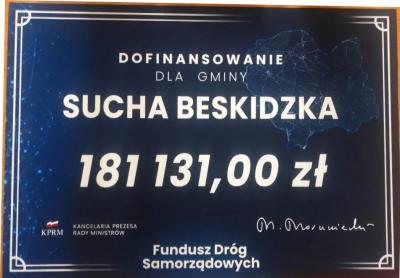 DOFINANSOWANIE
DLA GMINY
SUCHA BESKIDZKA
181 131,00 zł
KPRM
KANCELARIA PREZESA
RADY MINISTRÓW
Fundusz Dróg
Samorządowych